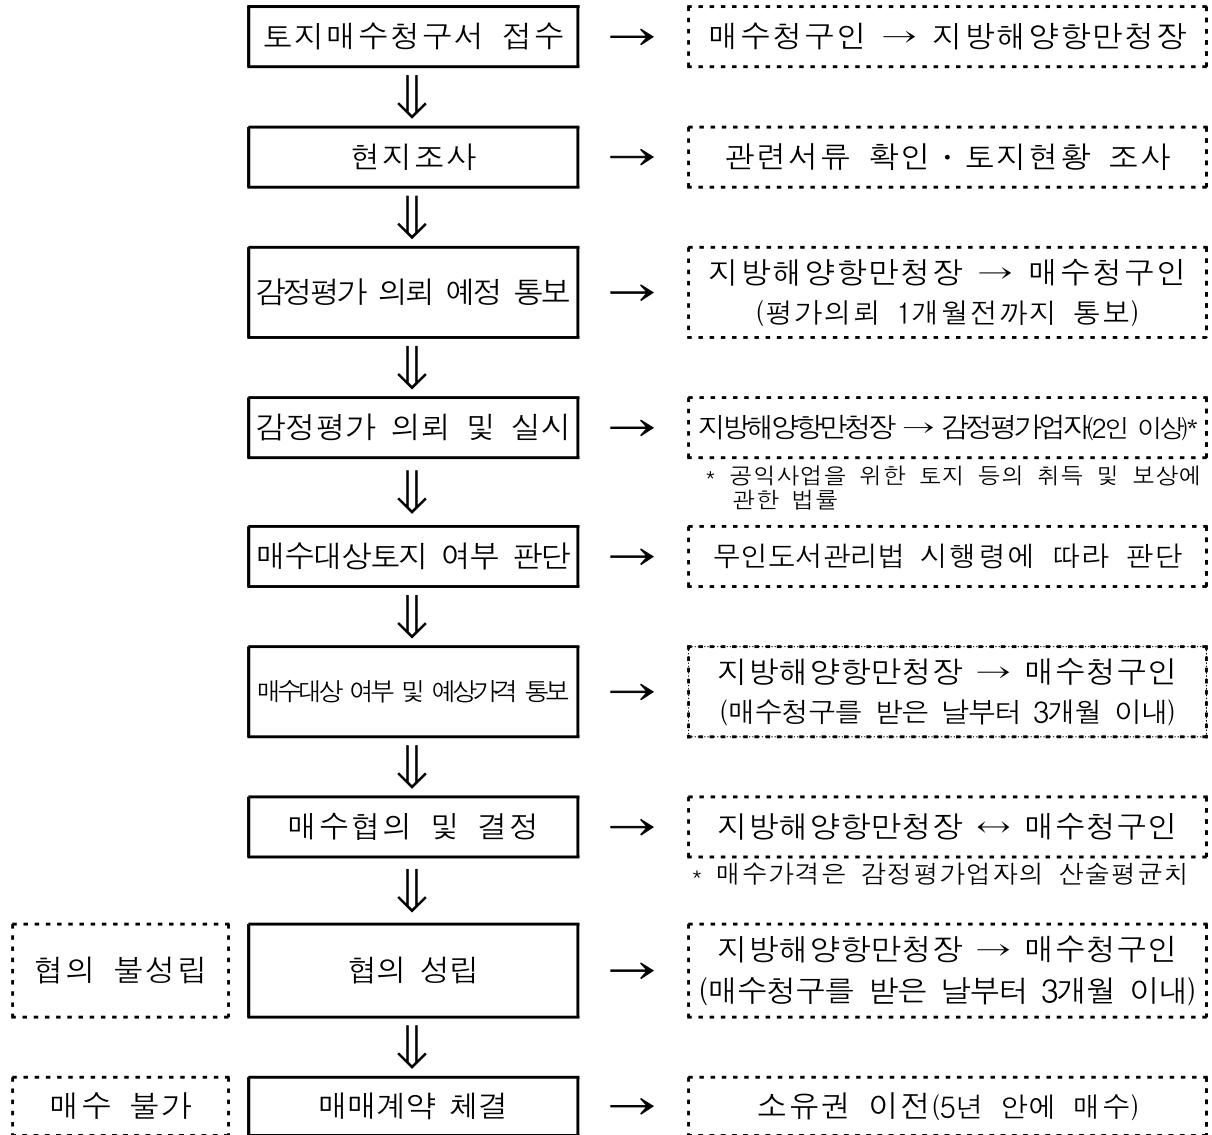 토지매수청구서 접수 → 매수청구인 → 지방해양항만청장
⇓
현지조사 → 관련서류 확인・토지현황 조사
⇓
감정평가 의뢰 예정 통보 → 지방해양항만청장 → 매수청구인
(평가의뢰 1개월전까지 통보)
⇓
감정평가 의뢰 및 실시 → 지방해양항만청장 → 감정평가업자(2인 이상)*
* 공익사업을 위한 토지 등의 취득 및 보상에
관한 법률
⇓
매수대상토지 여부 판단 → 무인도서관리법 시행령에 따라 판단
⇓
매수대상 여부 및 예상가격 통보 → 지방해양항만청장 → 매수청구인
(매수청구를 받은 날부터 3개월 이내)
⇓
매수협의 및 결정 → 지방해양항만청장 ↔ 매수청구인
* 매수가격은 감정평가업자의 산술평균치
⇓
협의 불성립 협의 성립 → 지방해양항만청장 → 매수청구인
(매수청구를 받은 날부터 3개월 이내)
⇓
매수 불가 매매계약 체결 → 소유권 이전(5년 안에 매수)